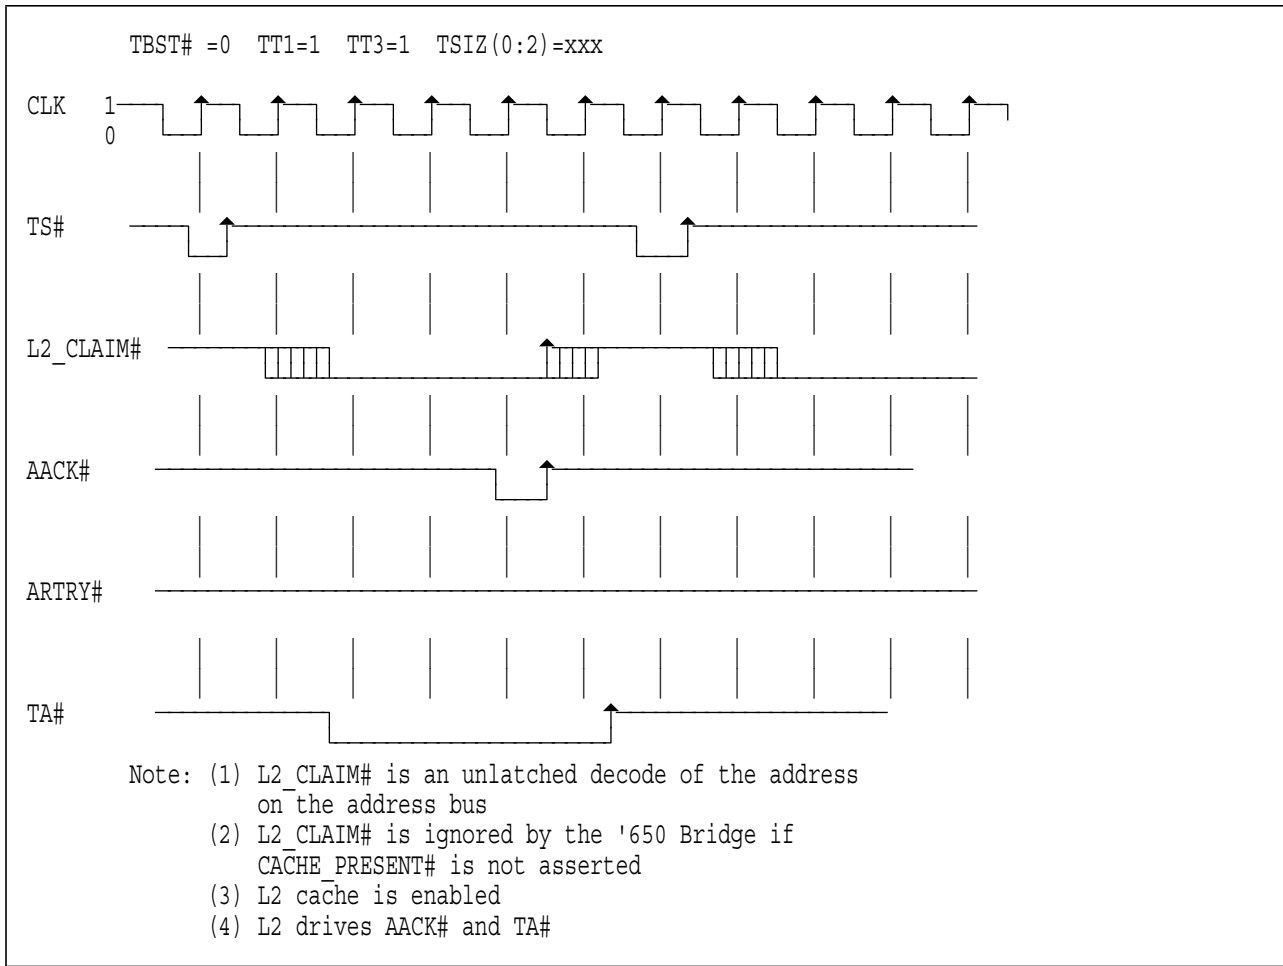 TBST# =0 TT1=1 TT3=1 TSIZ(0:2)=xxx
CLK 1
0
TS#
L2_CLAIM#
AACK#
ARTRY#
TA#
Note: (1) L2_CLAIM# is an unlatched decode of the address
on the address bus
(2) L2_CLAIM# is ignored by the '650 Bridge if
CACHE_PRESENT# is not asserted
(3) L2 cache is enabled
(4) L2 drives AACK# and TA#